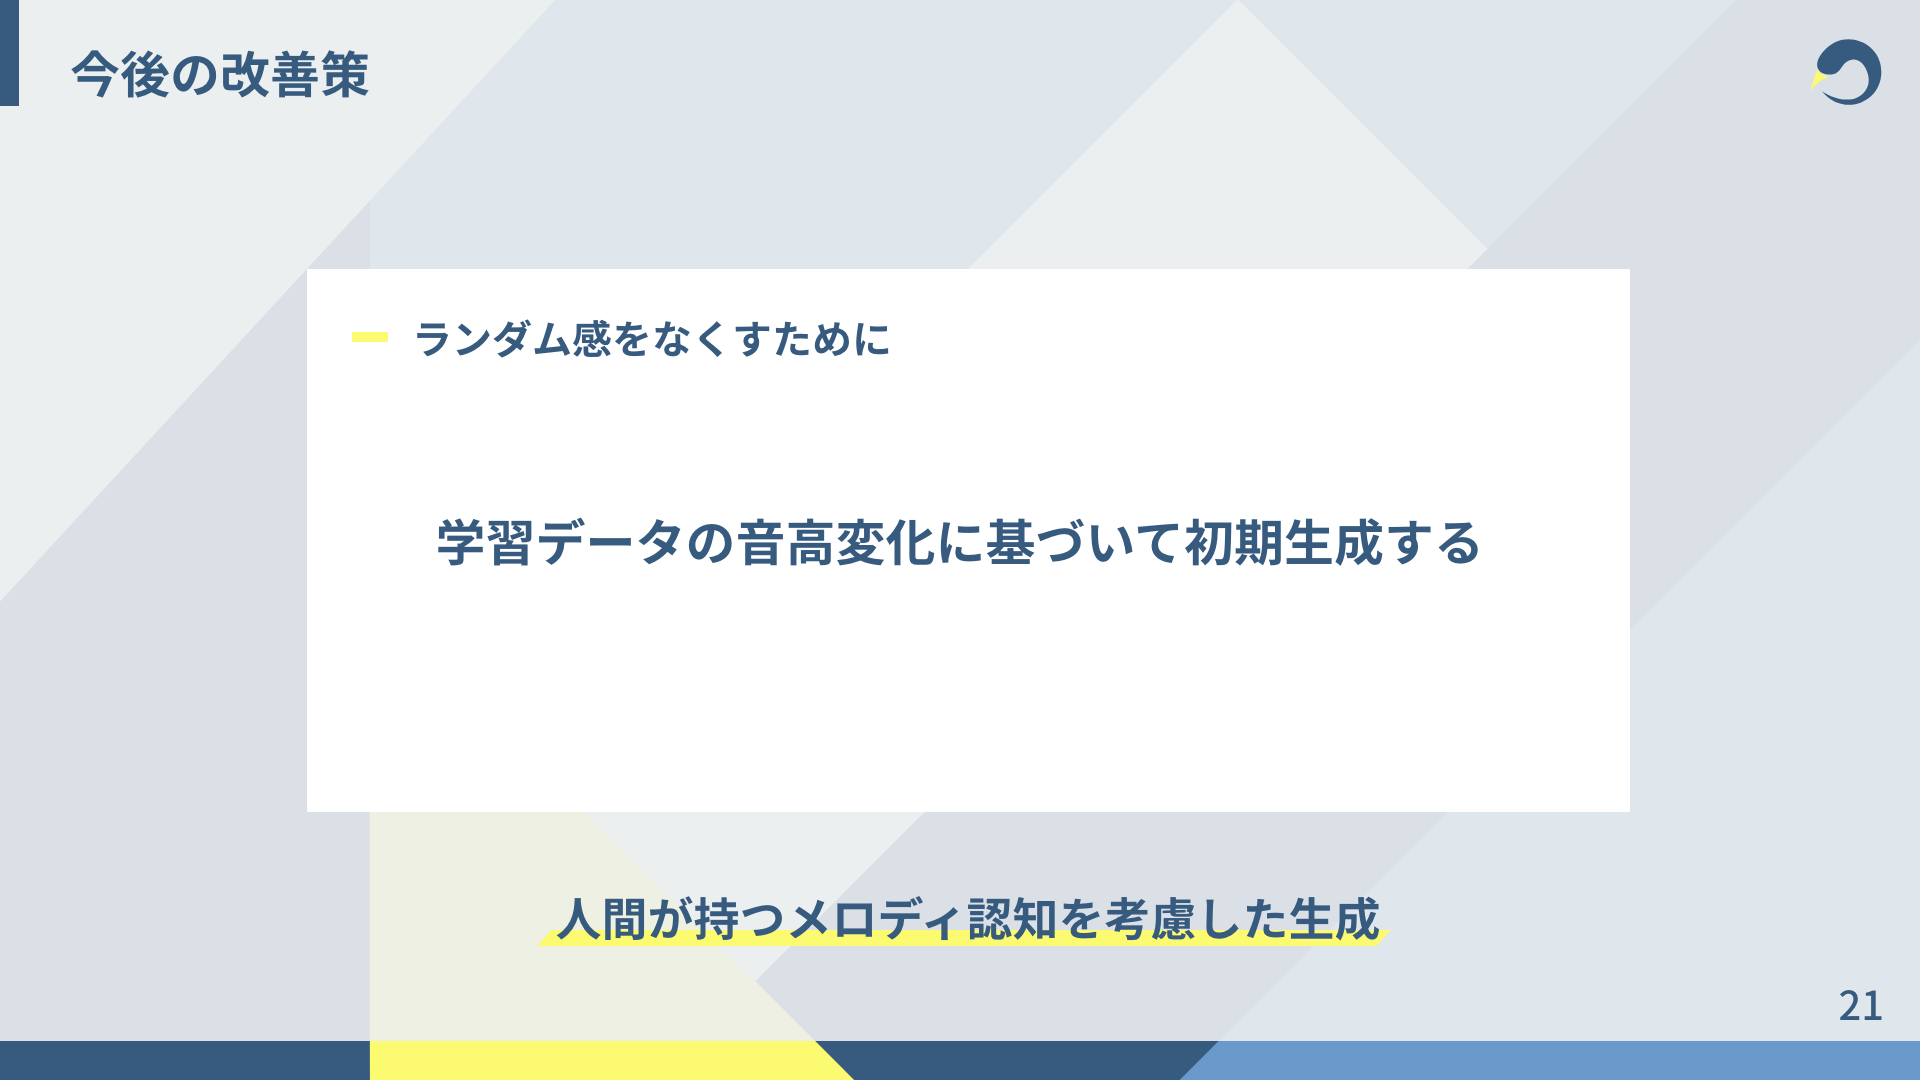 今後の改善策
ランダム感をなくすために
学習データの音高変化に基づいて初期生成する
人間が持つメロディ認知を考慮した生成
21